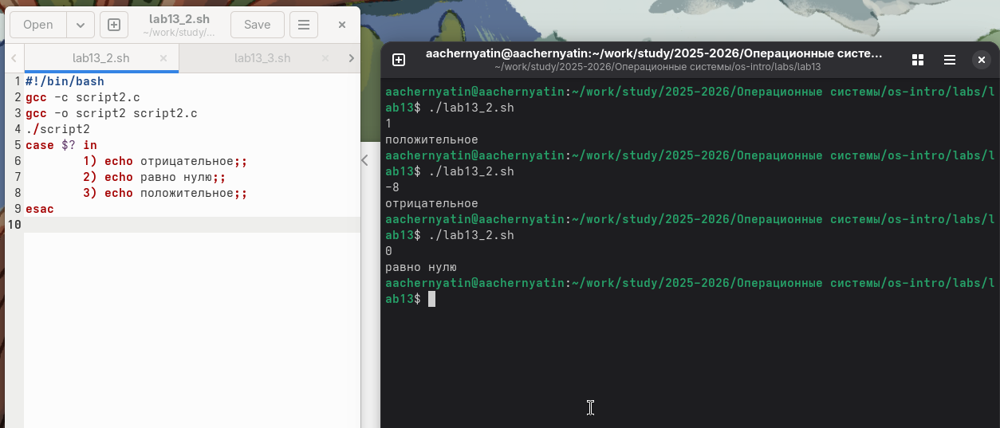 Open
lab13_2.sh
~/work/study/...
Save
lab13_2.sh
lab13_3.sh
1 #!/bin/bash
2 gcc -c script2.c
3 gcc -o script2 script2.c
4 ./script2
5 case $? in
6 1) echo отрицательное;;
7 2) echo равно нулю;;
8 3) echo положительное;;
9 esac
10
aachernyatin@aachernyatin:~/work/study/2025-2026/Операционные систе...
~/work/study/2025-2026/Операционные системы/os-intro/labs/lab13
aachernyatin@aachernyatin:~/work/study/2025-2026/Операционные системы/os-intro/labs/l
ab13$ ./lab13_2.sh
1
положительное
aachernyatin@aachernyatin:~/work/study/2025-2026/Операционные системы/os-intro/labs/l
ab13$ ./lab13_2.sh
-8
отрицательное
aachernyatin@aachernyatin:~/work/study/2025-2026/Операционные системы/os-intro/labs/l
ab13$ ./lab13_2.sh
0
равно нулю
aachernyatin@aachernyatin:~/work/study/2025-2026/Операционные системы/os-intro/labs/l
ab13$